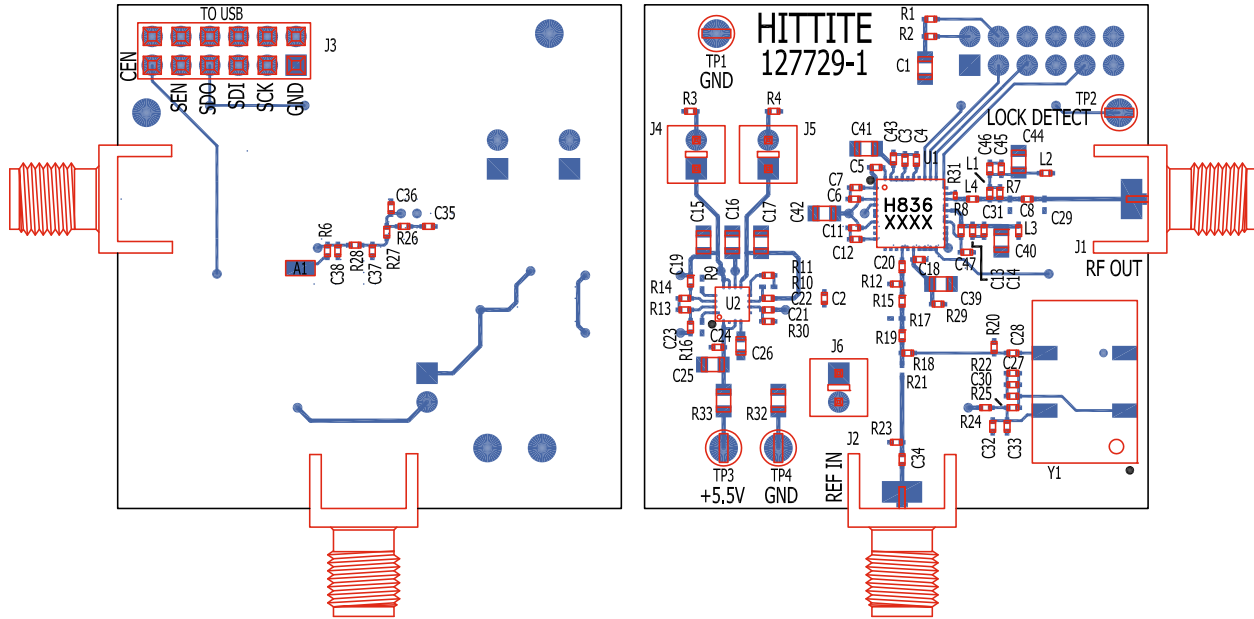 TO USB
J3
CEN
SEN
SDO
SDI
SCK
GND
C36
C35
R6
C38
R28
C37
R27
R26
A1
HITTITE
127729-1
TP1
GND
R1
R2
C1
TP2
LOCK DETECT
R3
R4
J4
J5
C41
C43
C3
C4
U1
C5
C7
C6
C42
C11
C12
H836
XXXX
R31
L1
C46
C45
C44
L2
L4
R7
R8
C31
C8
C29
L3
C40
J1
RF OUT
C47
C13
C14
C15
C16
C17
C19
R9
R14
R13
C23
R16
U2
R11
R10
C22
C21
R30
C24
C25
C26
C2
C20
C18
R12
R15
C39
R29
R17
R19
R18
R21
R20
C28
R22
C27
C30
R25
R24
C32
C33
Y1
J6
R33
R32
TP3
+5.5V
TP4
GND
J2
REF IN
R23
C34